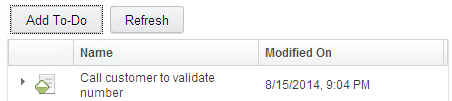 Add To-Do Refresh
Name Modified On
Call customer to validate number 8/15/2014, 9:04 PM